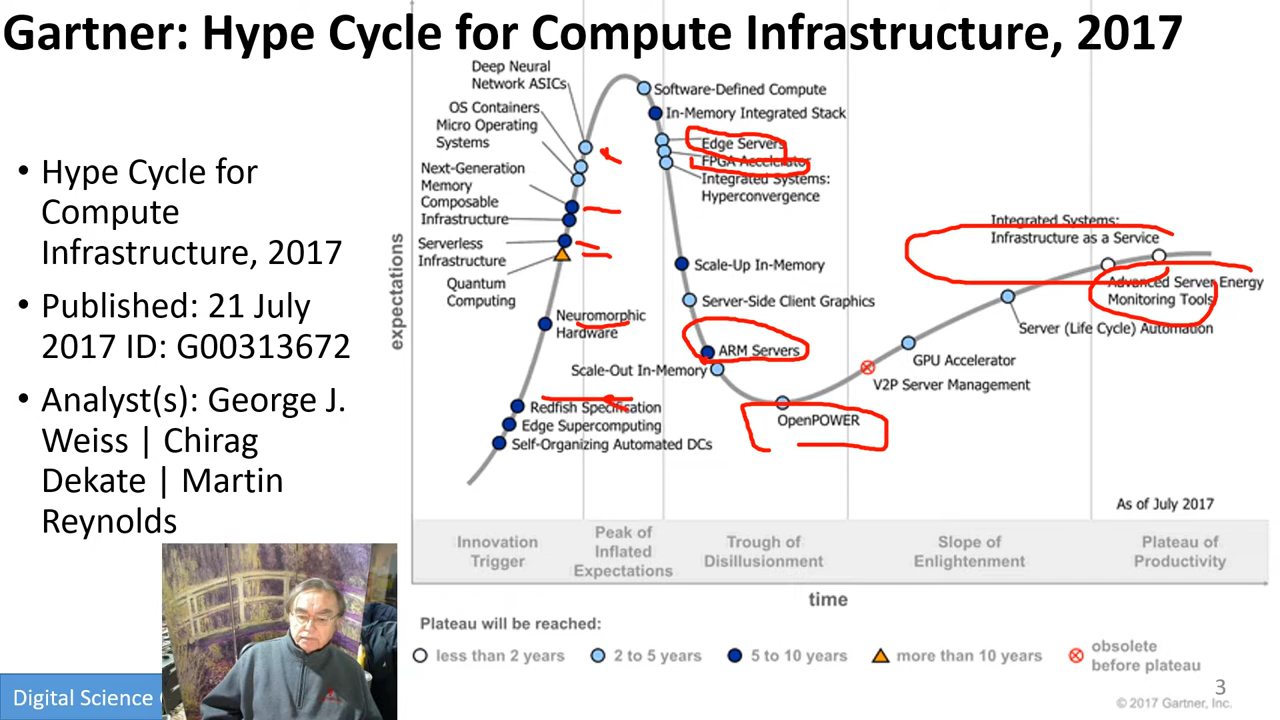 Gartner: Hype Cycle for Compute Infrastructure, 2017
• Hype Cycle for
Compute
Infrastructure, 2017
• Published: 21 July
2017 ID: G00313672
• Analyst(s): George J.
Weiss | Chirag
Dekate | Martin
Reynolds
Digital Science
expectations
Deep Neural
Network ASICs
OS Containers
Micro Operating
Systems
Next-Generation
Memory
Composable
Infrastructure
Serverless
Infrastructure
Quantum
Computing
Neuromorphic
Hardware
Redfish Specification
Edge Supercomputing
Self-Organizing Automated DCs
Software-Defined Compute
In-Memory Integrated Stack
Edge Servers
FPGA Accelerator
Integrated Systems:
Hyperconvergence
Scale-Up In-Memory
Server-Side Client Graphics
ARM Servers
Scale-Out In-Memory
OpenPOWER
V2P Server Management
GPU Accelerator
Server (Life Cycle) Automation
Integrated Systems:
Infrastructure as a Service
Advanced Server Energy
Monitoring Tools
As of July 2017
Innovation
Trigger
Peak of
Inflated
Expectations
Trough of
Disillusionment
Slope of
Enlightenment
Plateau of
Productivity
time
Plateau will be reached:
less than 2 years
2 to 5 years
5 to 10 years
more than 10 years
obsolete
before plateau
3
© 2017 Gartner, Inc.